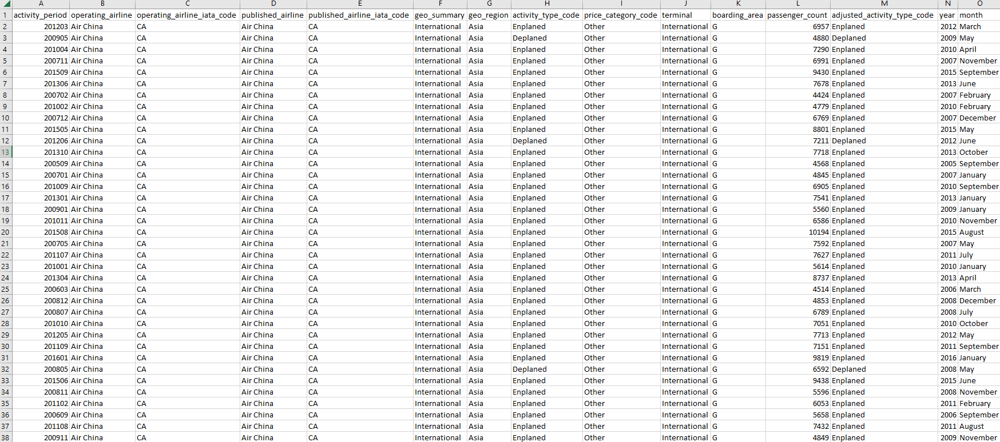 A B C D E F G H I J K L M N O
1 activity_period operating_airline operating_airline_iata_code published_airline published_airline_iata_code geo_summary geo_region activity_type_code price_category_code terminal boarding_area passenger_count adjusted_activity_type_code year month
2 201203 Air China CA Air China CA International Asia Enplaned Other International G 6957 Enplaned 2012 March
3 200905 Air China CA Air China CA International Asia Deplaned Other International G 4880 Deplaned 2009 May
4 201004 Air China CA Air China CA International Asia Enplaned Other International G 7290 Enplaned 2010 April
5 200711 Air China CA Air China CA International Asia Enplaned Other International G 6991 Enplaned 2007 November
6 201509 Air China CA Air China CA International Asia Enplaned Other International G 9430 Enplaned 2015 September
7 201306 Air China CA Air China CA International Asia Enplaned Other International G 7678 Enplaned 2013 June
8 200702 Air China CA Air China CA International Asia Enplaned Other International G 4424 Enplaned 2007 February
9 201002 Air China CA Air China CA International Asia Enplaned Other International G 4779 Enplaned 2010 February
10 200712 Air China CA Air China CA International Asia Enplaned Other International G 6769 Enplaned 2007 December
11 201505 Air China CA Air China CA International Asia Enplaned Other International G 8801 Enplaned 2015 May
12 201206 Air China CA Air China CA International Asia Deplaned Other International G 7211 Deplaned 2012 June
13 201310 Air China CA Air China CA International Asia Enplaned Other International G 7718 Enplaned 2013 October
14 200509 Air China CA Air China CA International Asia Enplaned Other International G 4568 Enplaned 2005 September
15 200701 Air China CA Air China CA International Asia Enplaned Other International G 4845 Enplaned 2007 January
16 201009 Air China CA Air China CA International Asia Enplaned Other International G 6905 Enplaned 2010 September
17 201301 Air China CA Air China CA International Asia Enplaned Other International G 7541 Enplaned 2013 January
18 200901 Air China CA Air China CA International Asia Enplaned Other International G 5560 Enplaned 2009 January
19 201011 Air China CA Air China CA International Asia Enplaned Other International G 6586 Enplaned 2010 November
20 201508 Air China CA Air China CA International Asia Enplaned Other International G 10194 Enplaned 2015 August
21 200705 Air China CA Air China CA International Asia Enplaned Other International G 7592 Enplaned 2007 May
22 201107 Air China CA Air China CA International Asia Enplaned Other International G 7627 Enplaned 2011 July
23 201001 Air China CA Air China CA International Asia Enplaned Other International G 5614 Enplaned 2010 January
24 201304 Air China CA Air China CA International Asia Enplaned Other International G 8737 Enplaned 2013 April
25 200603 Air China CA Air China CA International Asia Enplaned Other International G 4514 Enplaned 2006 March
26 200812 Air China CA Air China CA International Asia Enplaned Other International G 4853 Enplaned 2008 December
27 200807 Air China CA Air China CA International Asia Enplaned Other International G 6789 Enplaned 2008 July
28 201010 Air China CA Air China CA International Asia Enplaned Other International G 7051 Enplaned 2010 October
29 201205 Air China CA Air China CA International Asia Enplaned Other International G 7713 Enplaned 2012 May
30 201109 Air China CA Air China CA International Asia Enplaned Other International G 7151 Enplaned 2011 September
31 201601 Air China CA Air China CA International Asia Enplaned Other International G 9819 Enplaned 2016 January
32 200805 Air China CA Air China CA International Asia Deplaned Other International G 6592 Deplaned 2008 May
33 201506 Air China CA Air China CA International Asia Enplaned Other International G 9438 Enplaned 2015 June
34 200811 Air China CA Air China CA International Asia Enplaned Other International G 5596 Enplaned 2008 November
35 201102 Air China CA Air China CA International Asia Enplaned Other International G 6053 Enplaned 2011 February
36 200609 Air China CA Air China CA International Asia Enplaned Other International G 5658 Enplaned 2006 September
37 201108 Air China CA Air China CA International Asia Enplaned Other International G 7432 Enplaned 2011 August
38 200911 Air China CA Air China CA International Asia Enplaned Other International G 4849 Enplaned 2009 November